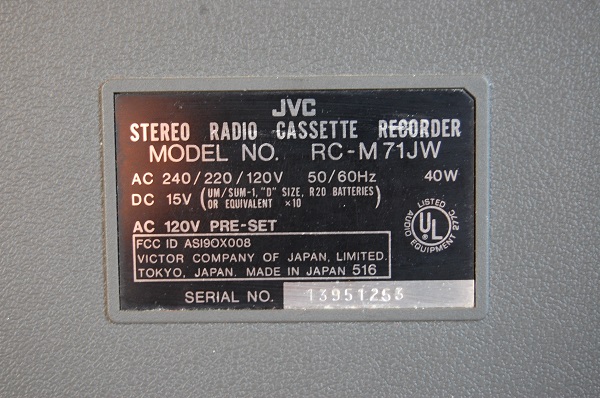 JVC
STEREO RADIO CASSETTE RECORDER
MODEL NO. RC-M71JW
AC 240/220/120V 50/60Hz 40W
DC 15V (UM/SUM-1, "D" SIZE, R20 BATTERIES
OR EQUIVALENT ×10)
AC 120V PRE-SET
LISTED 277C
UL
AUDIO EQUIPMENT
FCC ID ASI9OX008
VICTOR COMPANY OF JAPAN, LIMITED.
TOKYO, JAPAN. MADE IN JAPAN 516
SERIAL NO. 13951253